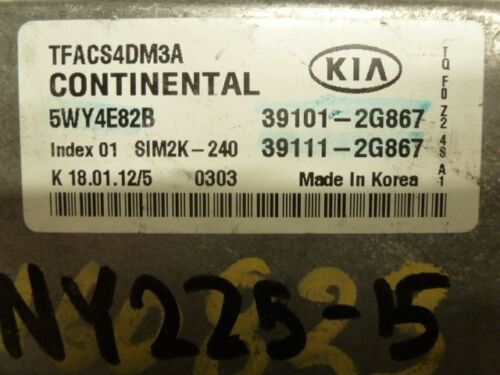 TFACS4DM3A
CONTINENTAL
KIA
5WY4E82B 39101-2G867
Index 01 SIM2K-240 39111-2G867
K 18.01.12/5 0303 Made In Korea
TQ F0 Z2 4S A1
NY225-15